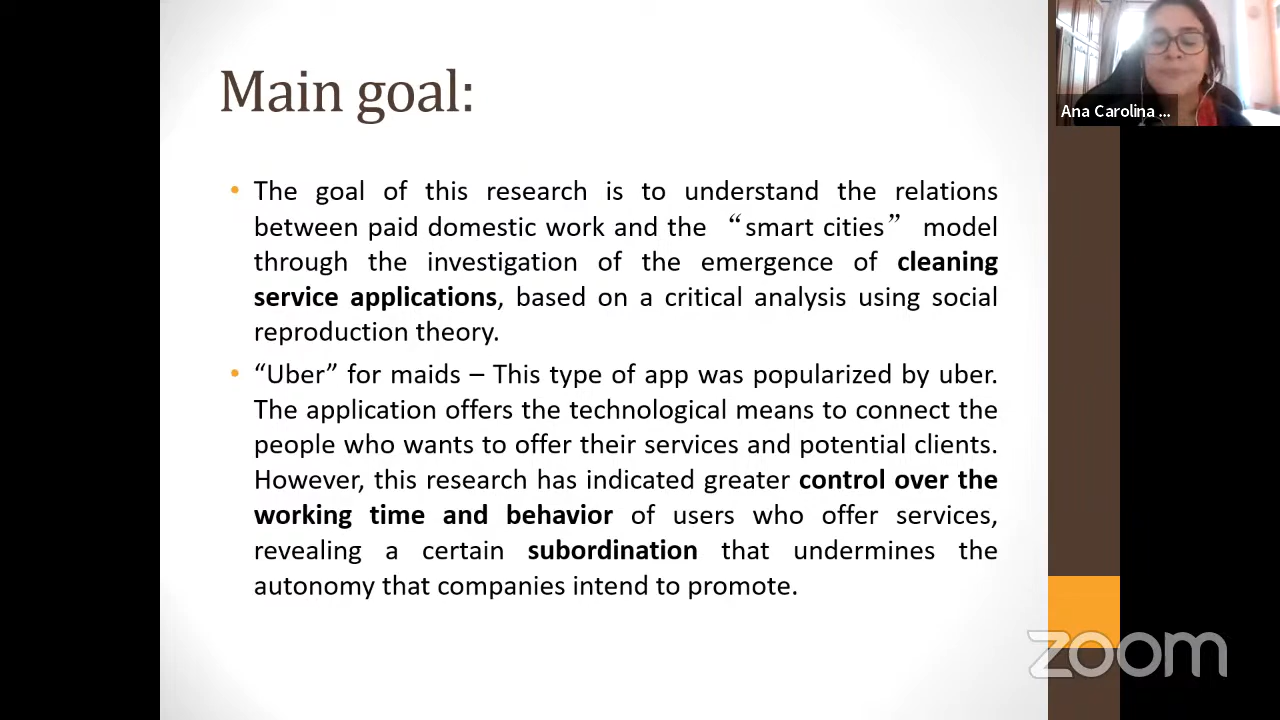 Main goal:
• The goal of this research is to understand the relations
between paid domestic work and the “smart cities” model
through the investigation of the emergence of cleaning
service applications, based on a critical analysis using social
reproduction theory.
• “Uber” for maids – This type of app was popularized by uber.
The application offers the technological means to connect the
people who wants to offer their services and potential clients.
However, this research has indicated greater control over the
working time and behavior of users who offer services,
revealing a certain subordination that undermines the
autonomy that companies intend to promote.
Ana Carolina ...
zoom